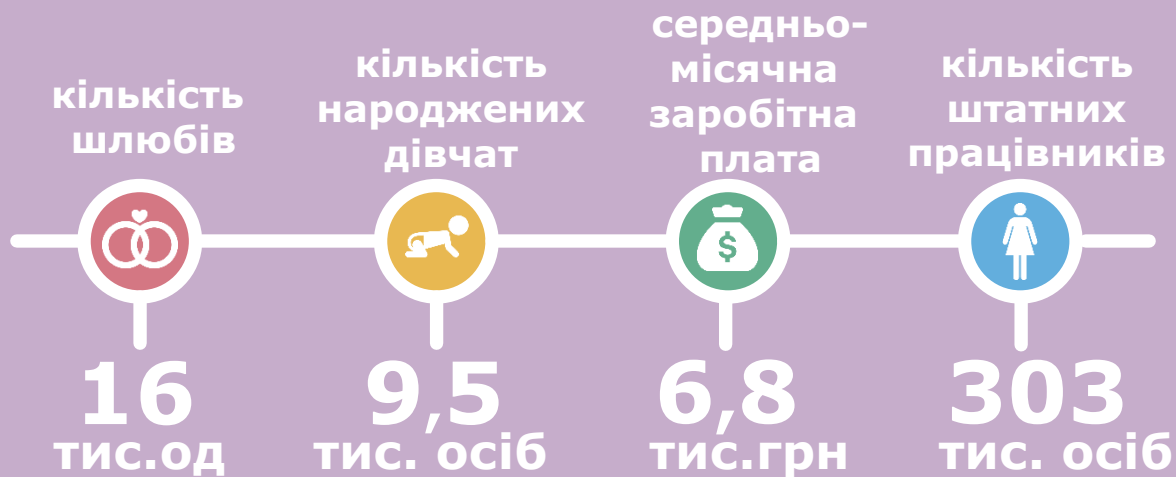 кількість
шлюбів
16
тис.од
кількість
народжених
дівчат
9,5
тис. осіб
середньо-
місячна
заробітна
плата
$
6,8
тис.грн
кількість
штатних
працівників
303
тис. осіб